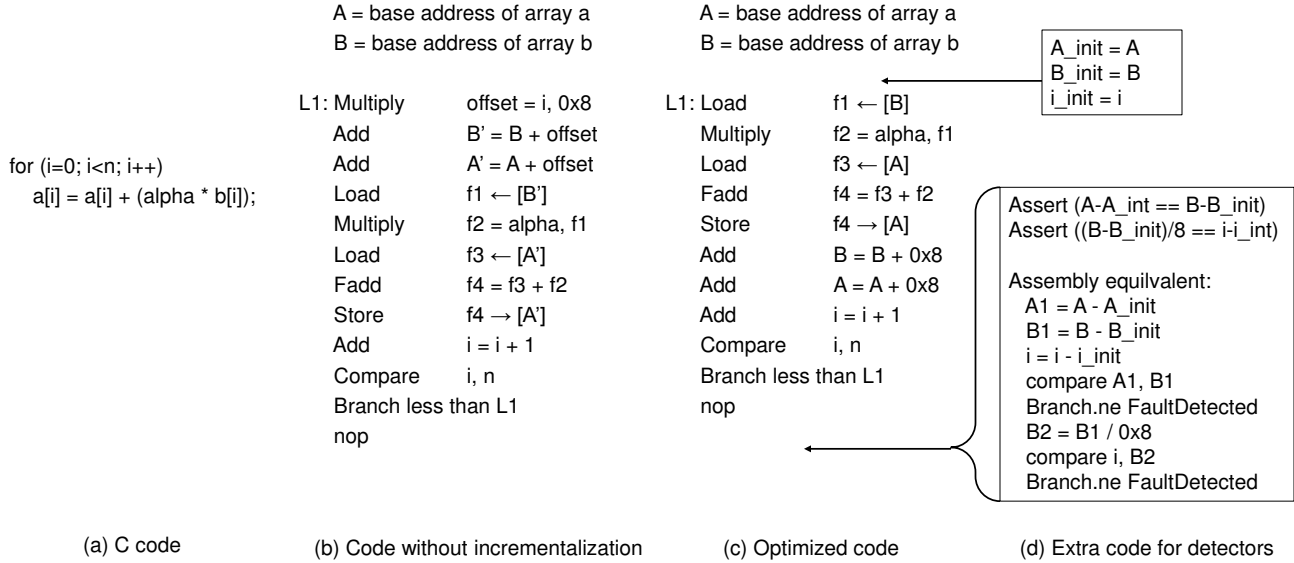 A = base address of array a
B = base address of array b
A = base address of array a
B = base address of array b
for (i=0; i<n; i++)
a[i] = a[i] + (alpha * b[i]);
L1: Multiply offset = i, 0x8
Add B' = B + offset
Add A' = A + offset
Load f1 ← [B']
Multiply f2 = alpha, f1
Load f3 ← [A']
Fadd f4 = f3 + f2
Store f4 → [A']
Add i = i + 1
Compare i, n
Branch less than L1
nop
L1: Load f1 ← [B]
Multiply f2 = alpha, f1
Load f3 ← [A]
Fadd f4 = f3 + f2
Store f4 → [A]
Add B = B + 0x8
Add A = A + 0x8
Add i = i + 1
Compare i, n
Branch less than L1
nop
A_init = A
B_init = B
i_init = i
Assert (A-A_int == B-B_init)
Assert ((B-B_init)/8 == i-i_int)
Assembly equilvalent:
A1 = A - A_init
B1 = B - B_init
i = i - i_init
compare A1, B1
Branch.ne FaultDetected
B2 = B1 / 0x8
compare i, B2
Branch.ne FaultDetected
(a) C code
(b) Code without incrementalization
(c) Optimized code
(d) Extra code for detectors